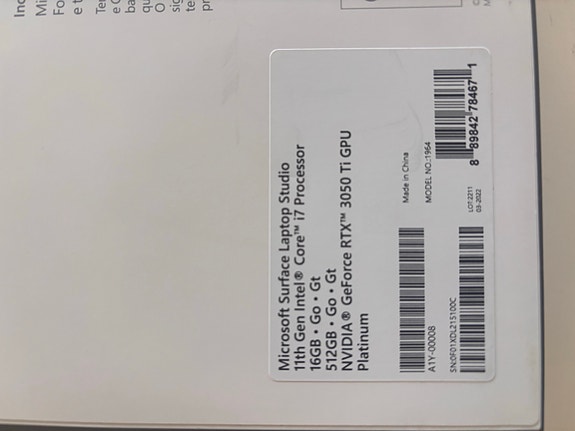 Microsoft Surface Laptop Studio
11th Gen Intel® Core™ i7 Processor
16GB • Go • Gt
512GB • Go • Gt
NVIDIA® GeForce RTX™ 3050 Ti GPU
Platinum
Made in China
A1Y-00008
MODEL NO.:1964
SN:0F01XDL215100C
LOT:2211
03-2022
8 89842 78467 1